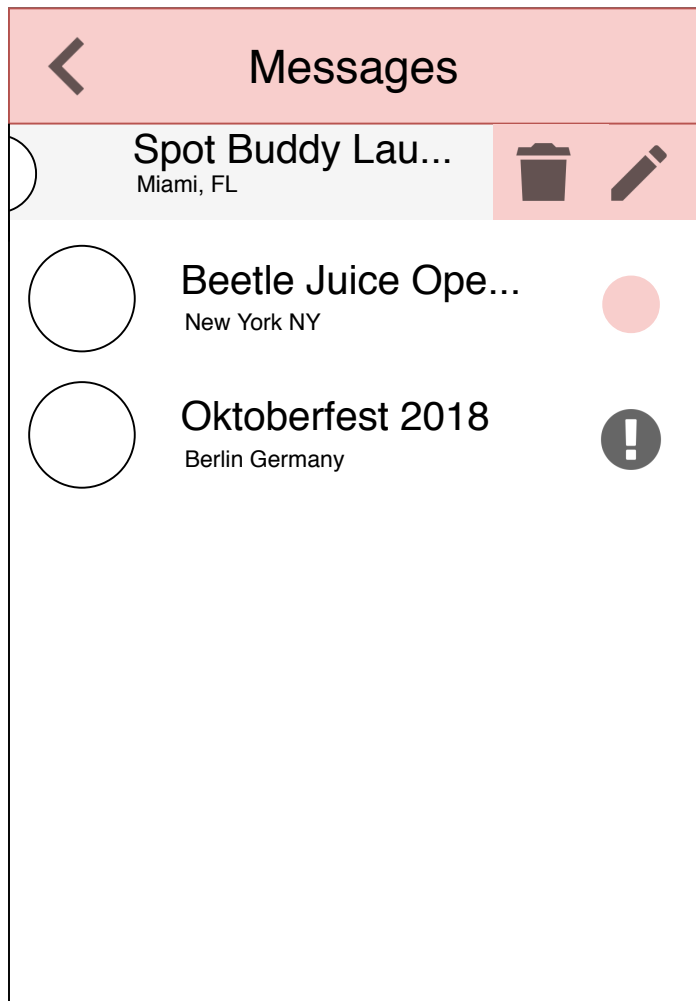 Messages
Spot Buddy Lau...
Miami, FL
Beetle Juice Ope...
New York NY
Oktoberfest 2018
Berlin Germany